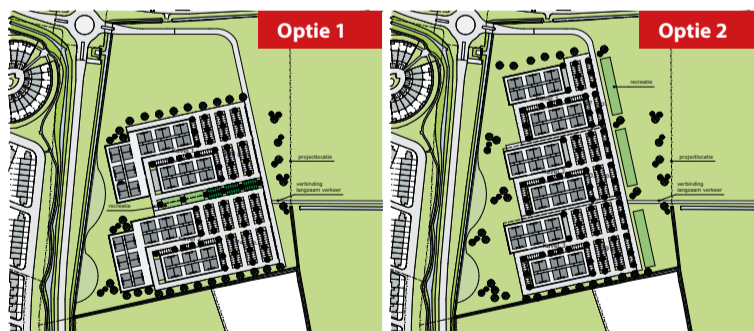 Optie 1
projectlocatie
verbinding
langzaam verkeer
recreatie
Optie 2
recreatie
projectlocatie
verbinding
langzaam verkeer